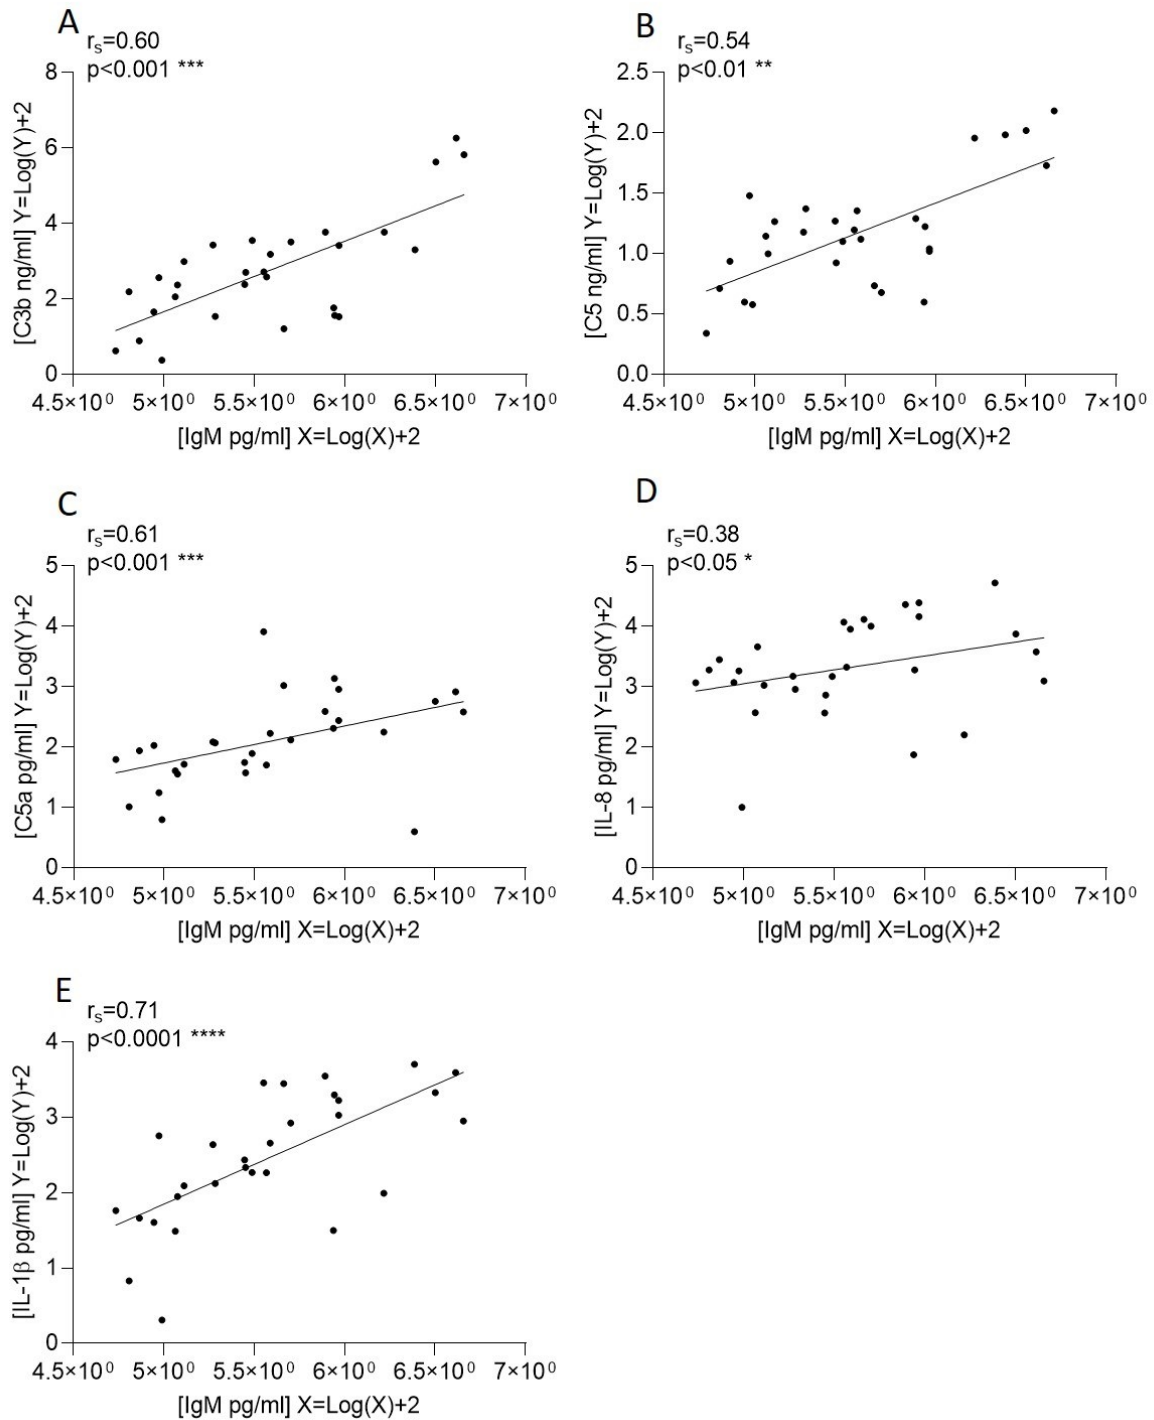 A
r_s=0.60
p<0.001 ***
8
6
4
2
0
[C3b ng/ml] Y=Log(Y)+2
4.5×10⁰ 5×10⁰ 5.5×10⁰ 6×10⁰ 6.5×10⁰ 7×10⁰
[IgM pg/ml] X=Log(X)+2
B
r_s=0.54
p<0.01 **
2.5
2.0
1.5
1.0
0.5
0.0
[C5 ng/ml] Y=Log(Y)+2
4.5×10⁰ 5×10⁰ 5.5×10⁰ 6×10⁰ 6.5×10⁰ 7×10⁰
[IgM pg/ml] X=Log(X)+2
C
r_s=0.61
p<0.001 ***
5
4
3
2
1
0
[C5a pg/ml] Y=Log(Y)+2
4.5×10⁰ 5×10⁰ 5.5×10⁰ 6×10⁰ 6.5×10⁰ 7×10⁰
[IgM pg/ml] X=Log(X)+2
D
r_s=0.38
p<0.05 *
5
4
3
2
1
0
[IL-8 pg/ml] Y=Log(Y)+2
4.5×10⁰ 5×10⁰ 5.5×10⁰ 6×10⁰ 6.5×10⁰ 7×10⁰
[IgM pg/ml] X=Log(X)+2
E
r_s=0.71
p<0.0001 ****
4
3
2
1
0
[IL-1β pg/ml] Y=Log(Y)+2
4.5×10⁰ 5×10⁰ 5.5×10⁰ 6×10⁰ 6.5×10⁰ 7×10⁰
[IgM pg/ml] X=Log(X)+2